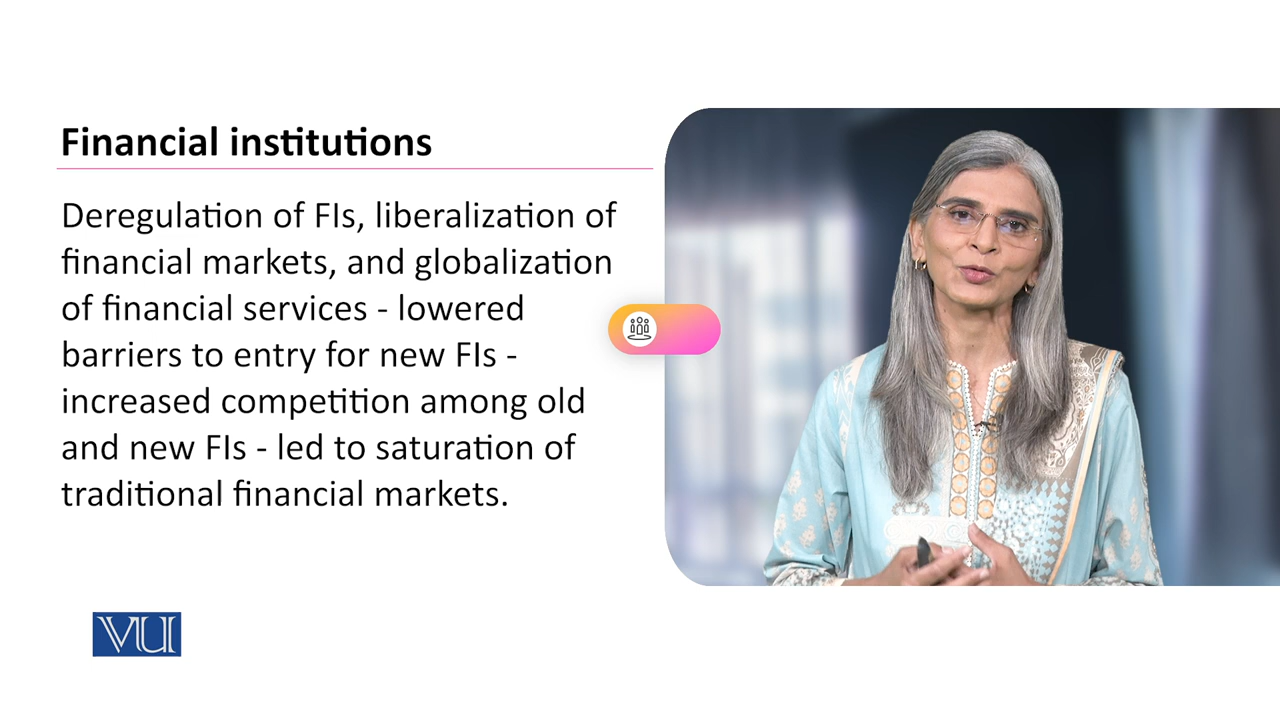 Financial institutions
Deregulation of FIs, liberalization of
financial markets, and globalization
of financial services - lowered
barriers to entry for new FIs -
increased competition among old
and new FIs - led to saturation of
traditional financial markets.
VU